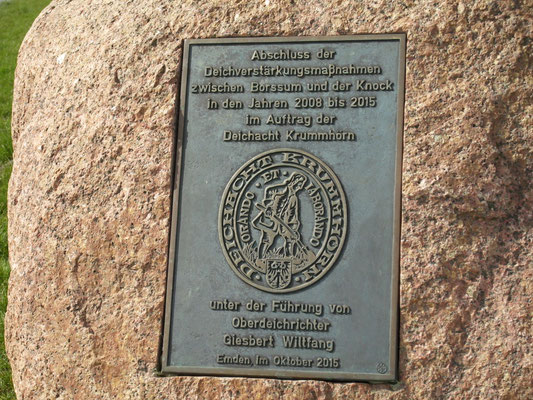 Abschluss der
Deichverstärkungsmaßnahmen
zwischen Borssum und der Knock
in den Jahren 2008 bis 2015
im Auftrag der
Deichacht Krummhörn
DEICHACHT KRUMMHÖRN
ORANDO · ET · LABORANDO
unter der Führung von
Oberdeichrichter
Giesbert Wiltfang
Emden, im Oktober 2015